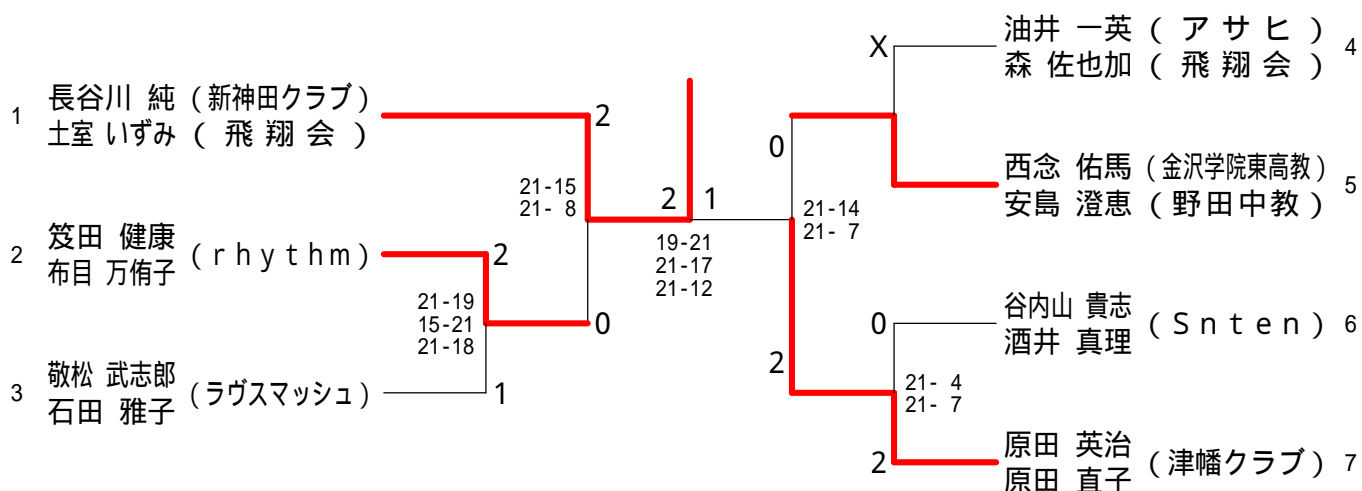 1 長谷川 純 (新神田クラブ)
土室 いずみ ( 飛 翔 会 )
2
21-15
21- 8
2 笈田 健康
布目 万侑子
(rhythm)
2
21-19
15-21
21-18
0
3 敬松 武志郎
石田 雅子
(ラヴスマッシュ)
1
2 1
19-21
21-17
21-12
X
油井 一英 ( ア サ ヒ )
森 佐也加 ( 飛 翔 会 )
4
0
21-14
21- 7
西念 佑馬 (金沢学院東高教)
安島 澄恵 ( 野 田 中 教 )
5
2
0
谷内山 貴志
酒井 真理
(Snten)
6
21- 4
21- 7
2
原田 英治
原田 直子
(津幡クラブ)
7